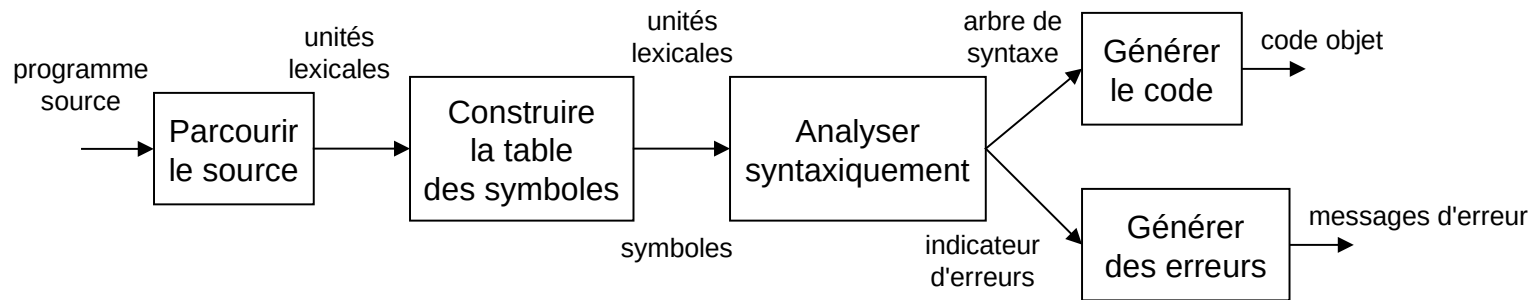 programme
source
Parcourir
le source
unités
lexicales
Construire
la table
des symboles
unités
lexicales
symboles
Analyser
syntaxiquement
arbre de
syntaxe
Générer
le code
code objet
indicateur
d'erreurs
Générer
des erreurs
messages d'erreur